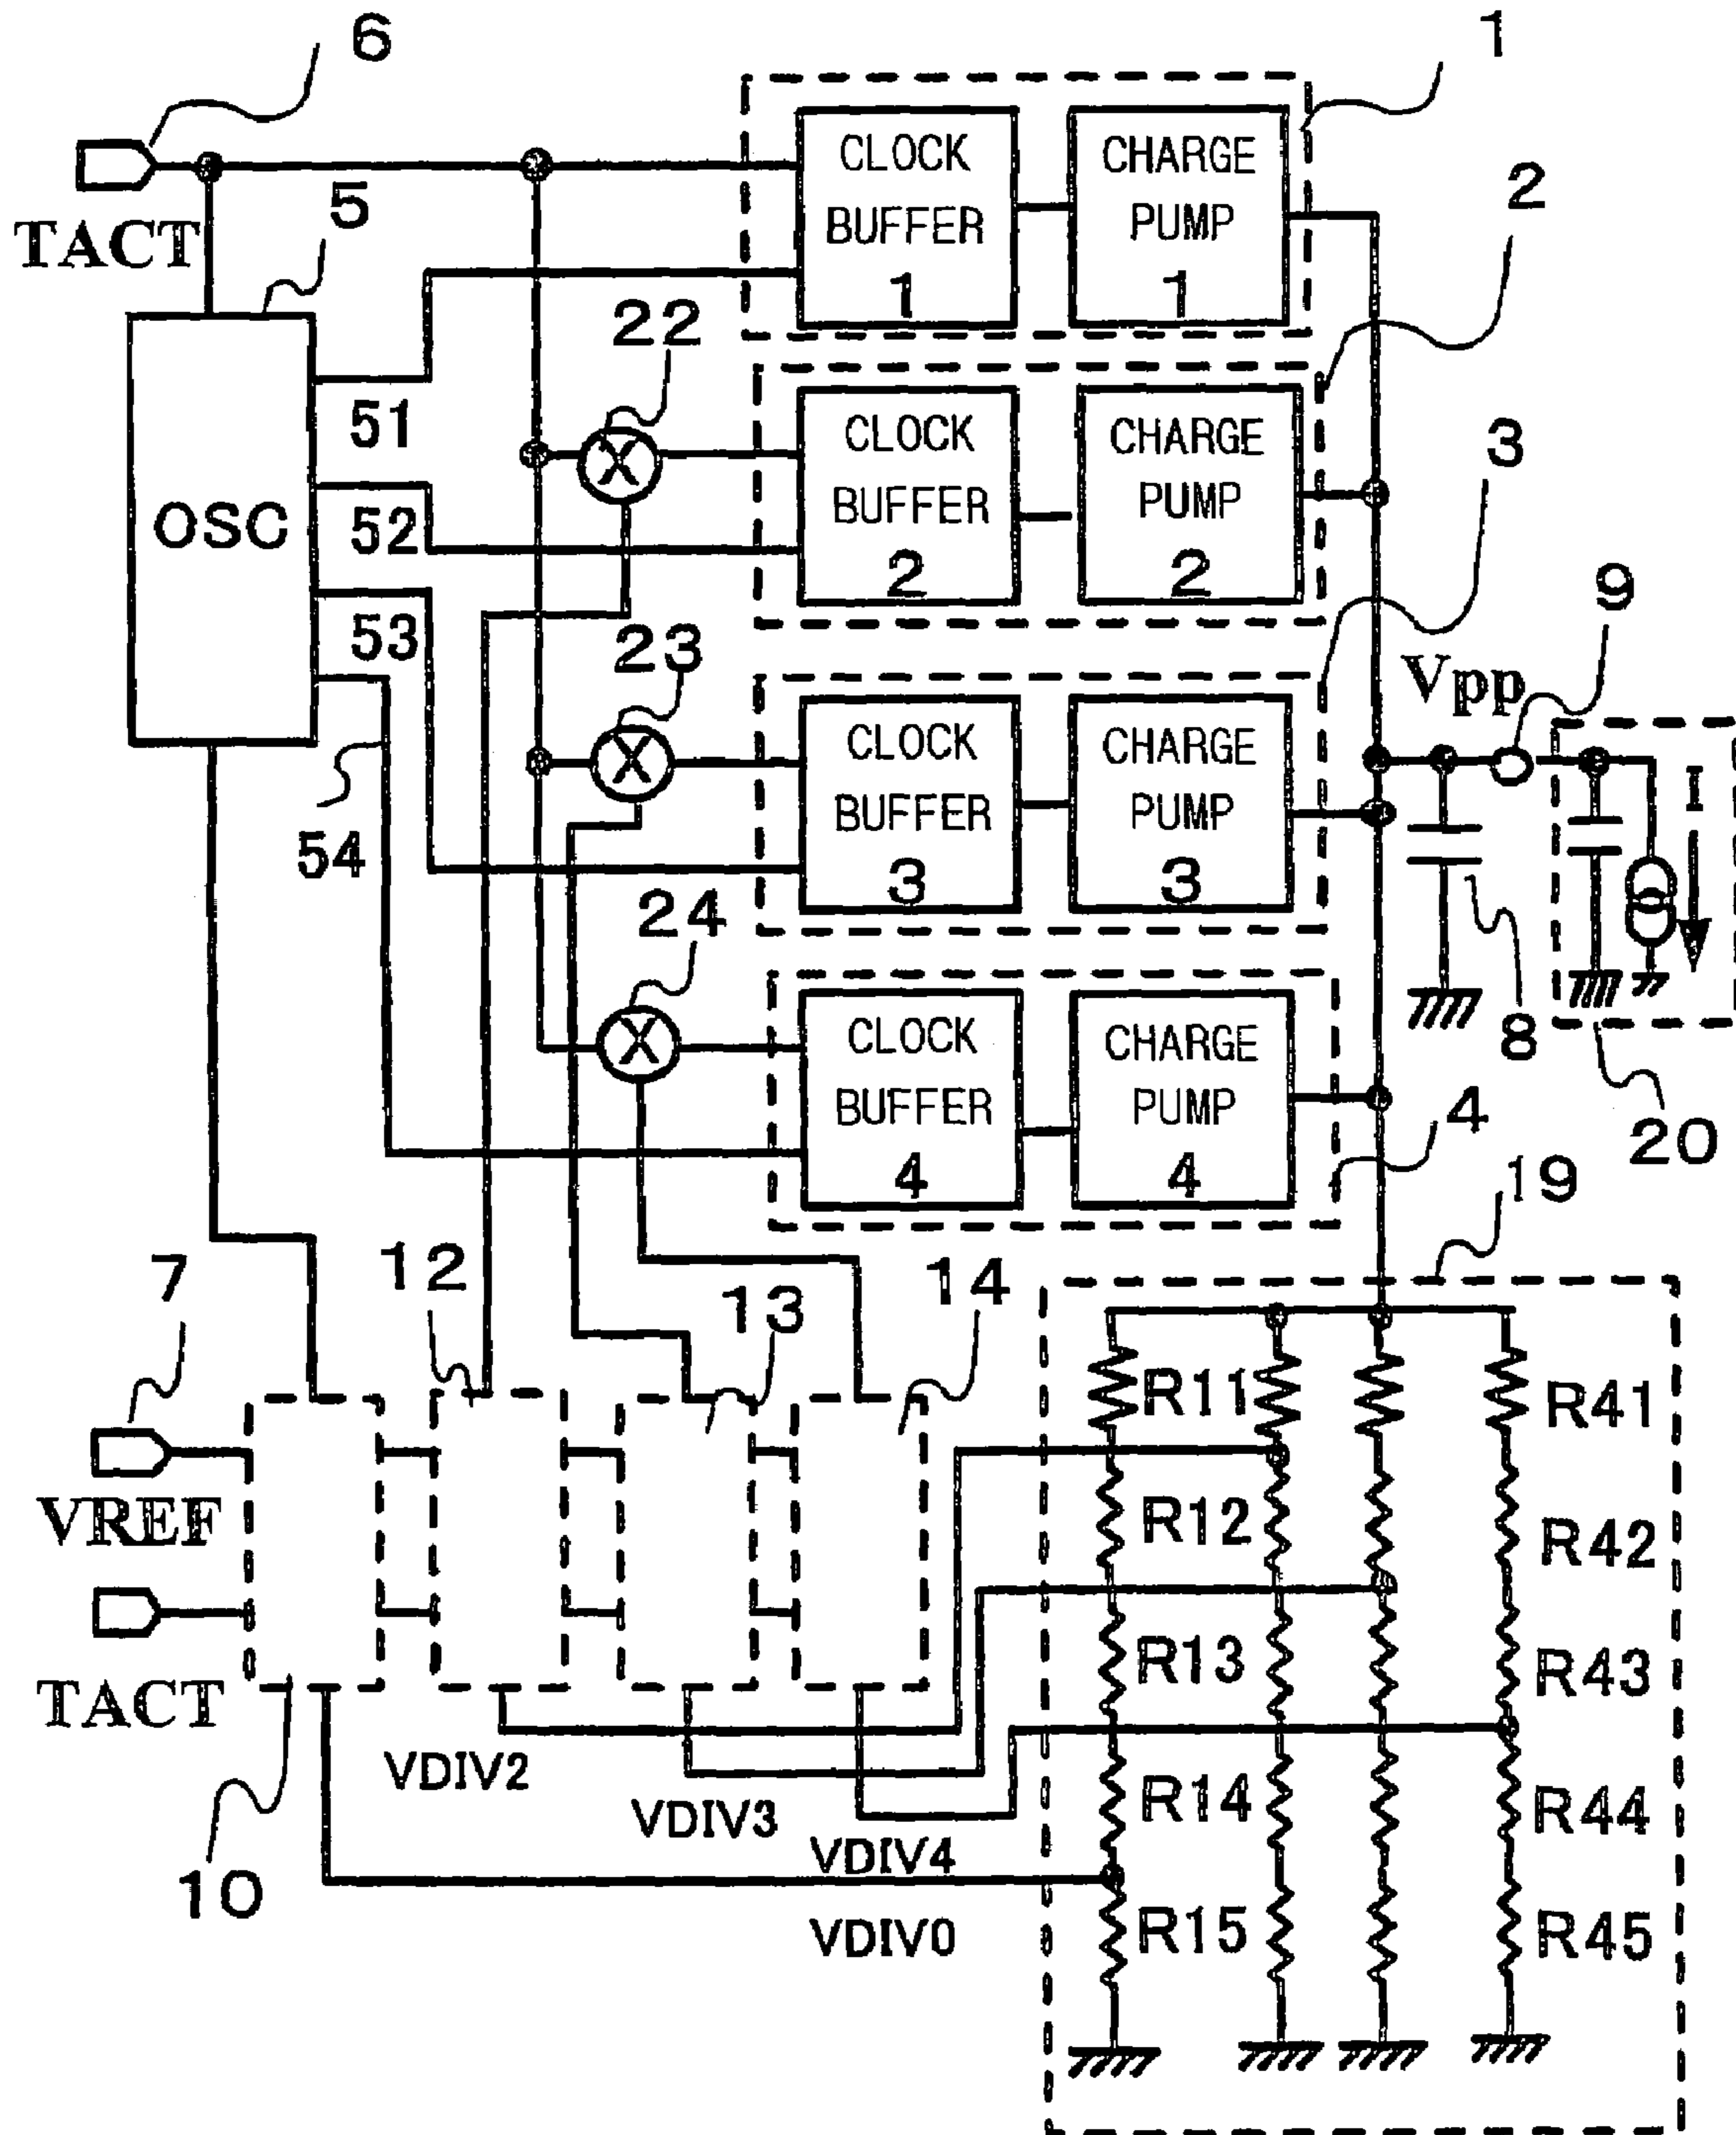 6
1
TACT
5
CLOCK
BUFFER
1
CHARGE
PUMP
1
2
OSC
51
52
53
54
22
CLOCK
BUFFER
2
CHARGE
PUMP
2
3
23
CLOCK
BUFFER
3
CHARGE
PUMP
3
Vpp
9
I
8
20
24
X
X
X
CLOCK
BUFFER
4
CHARGE
PUMP
4
4
19
7
12
13
14
VREF
TACT
10
VDIV2
VDIV3
VDIV4
VDIV0
R11
R12
R13
R14
R15
R41
R42
R43
R44
R45